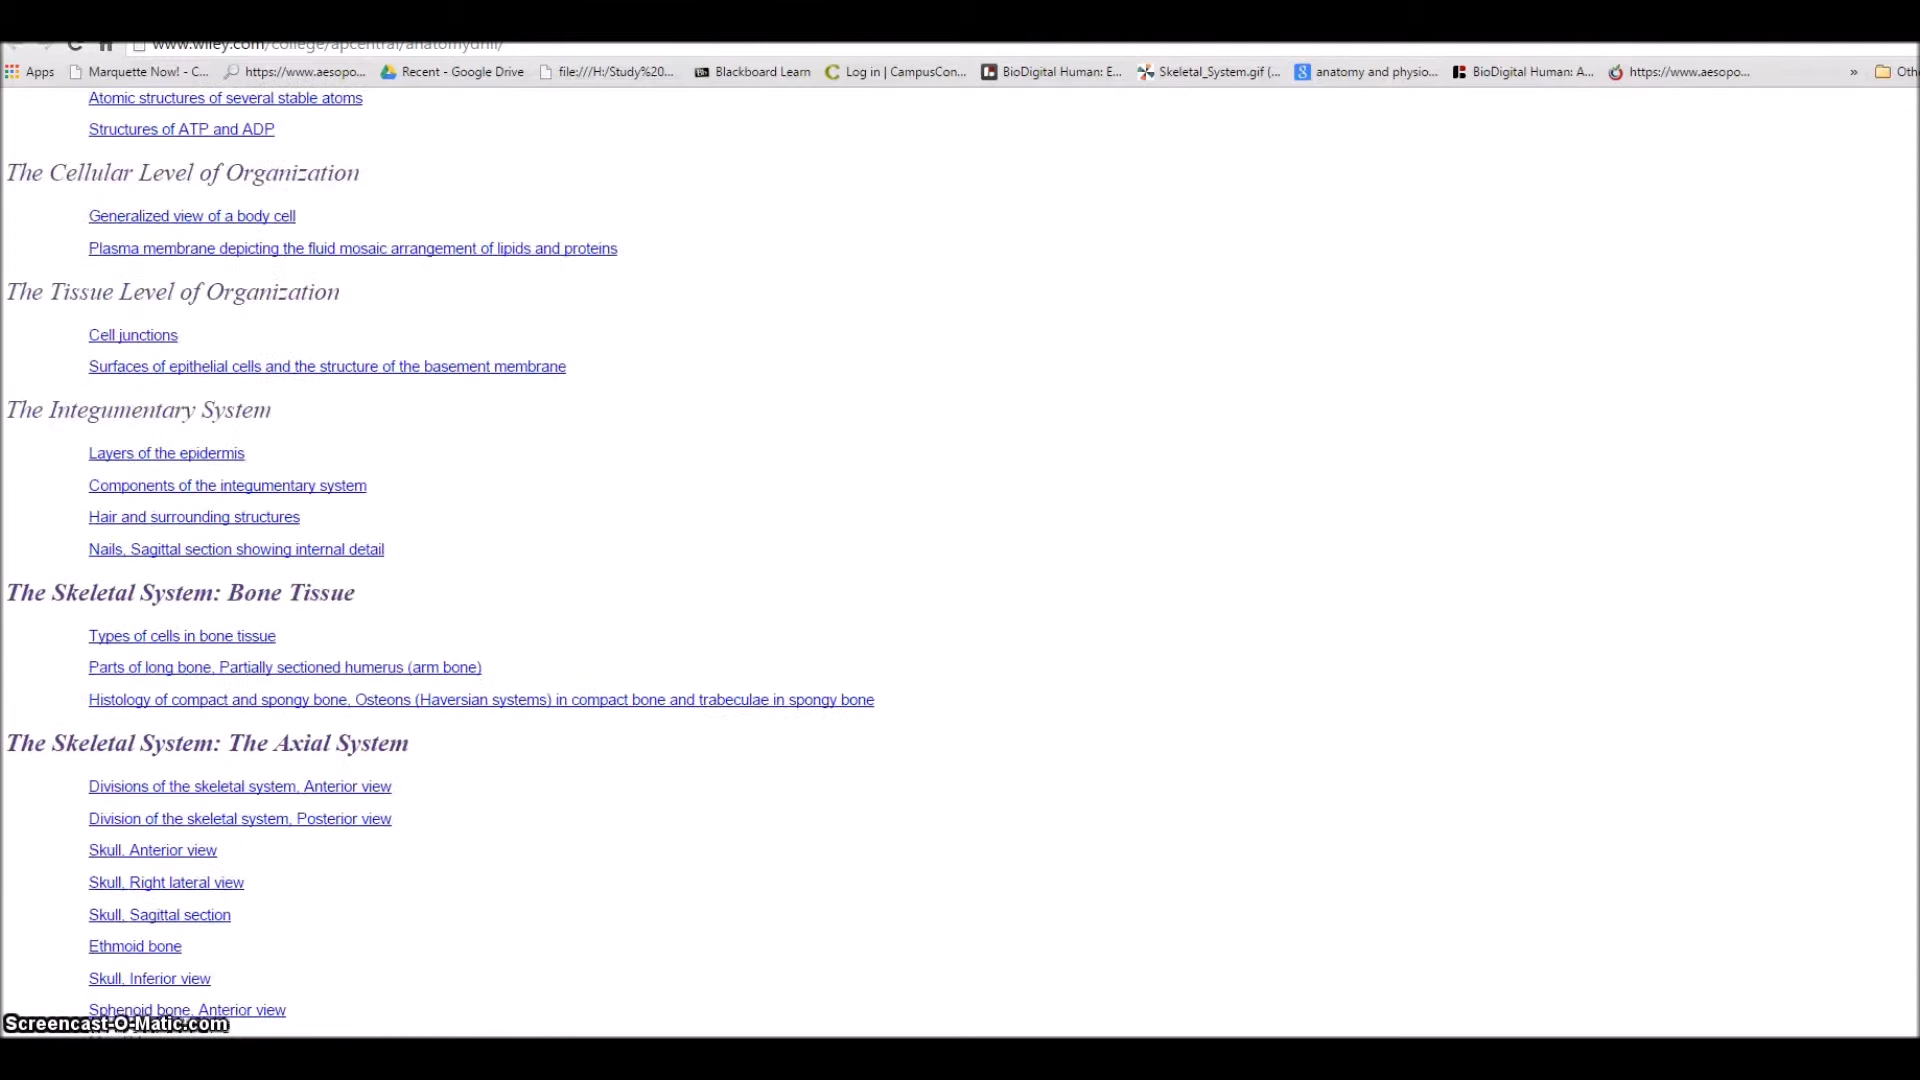 www.wiley.com/college/apcentral/anatomydrill/
Apps Marquette Now! - C... https://www.aesopo... Recent - Google Drive file:///H:/Study%20... Bb Blackboard Learn Log in | CampusCon... BioDigital Human: E... Skeletal_System.gif (... anatomy and physio... BioDigital Human: A... https://www.aesopo... » Oth
Atomic structures of several stable atoms
Structures of ATP and ADP
The Cellular Level of Organization
Generalized view of a body cell
Plasma membrane depicting the fluid mosaic arrangement of lipids and proteins
The Tissue Level of Organization
Cell junctions
Surfaces of epithelial cells and the structure of the basement membrane
The Integumentary System
Layers of the epidermis
Components of the integumentary system
Hair and surrounding structures
Nails, Sagittal section showing internal detail
The Skeletal System: Bone Tissue
Types of cells in bone tissue
Parts of long bone, Partially sectioned humerus (arm bone)
Histology of compact and spongy bone, Osteons (Haversian systems) in compact bone and trabeculae in spongy bone
The Skeletal System: The Axial System
Divisions of the skeletal system, Anterior view
Division of the skeletal system, Posterior view
Skull, Anterior view
Skull, Right lateral view
Skull, Sagittal section
Ethmoid bone
Skull, Inferior view
Sphenoid bone, Anterior view
Screencast-O-Matic.com